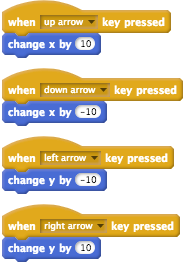 when up arrow key pressed
change x by 10
when down arrow key pressed
change x by -10
when left arrow key pressed
change y by -10
when right arrow key pressed
change y by 10